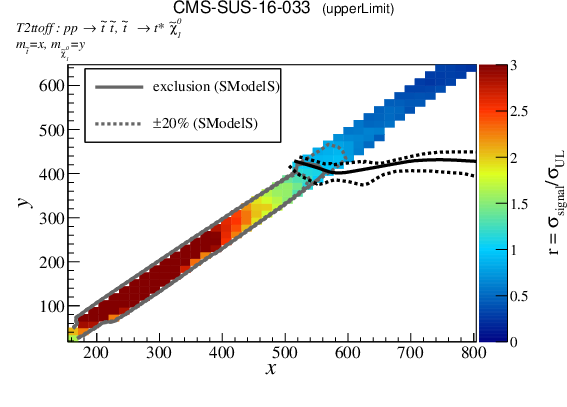 CMS-SUS-16-033 (upperLimit)
T2ttoff : pp → t̃ t̃, t̃ → t* χ̃₁⁰
m_t̃=x, m_χ̃₁⁰=y
exclusion (SModelS)
±20% (SModelS)
y
600
500
400
300
200
100
200 300 400 500 600 700 800
x
3
2.5
2
1.5
1
0.5
0
r = σ_signal/σ_UL